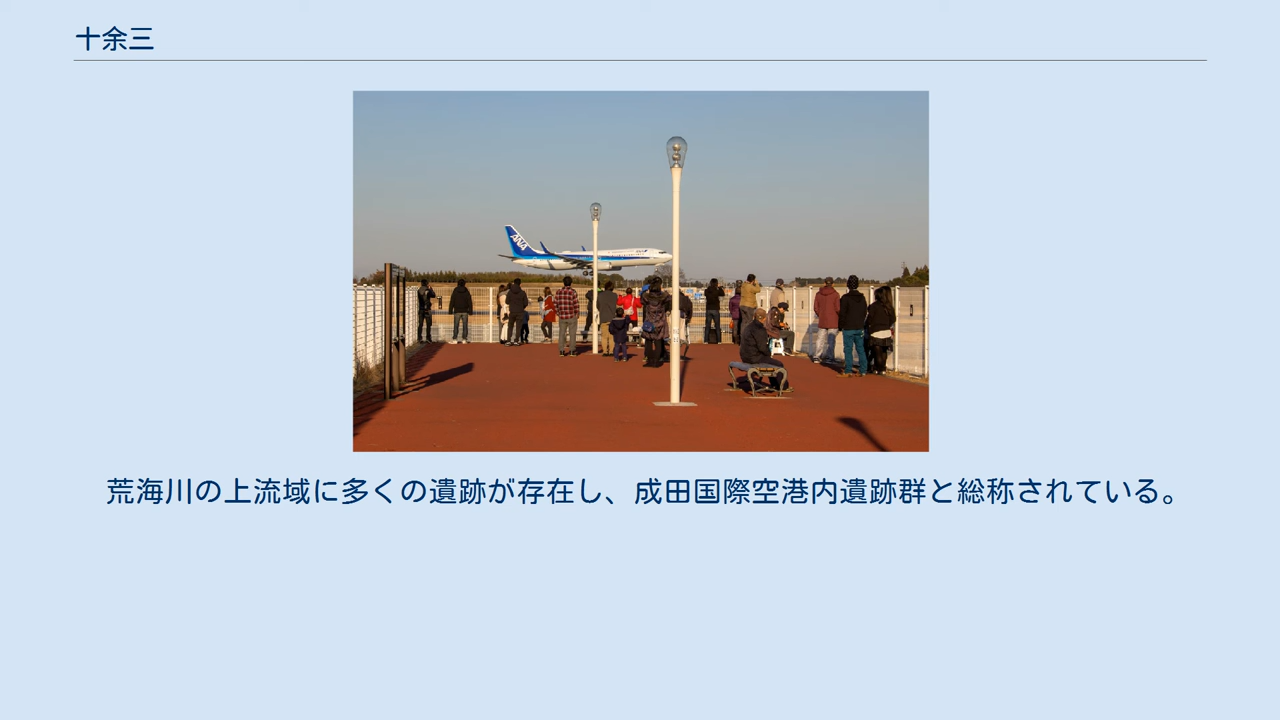 十余三
ANA
荒海川の上流域に多くの遺跡が存在し、成田国際空港内遺跡群と総称されている。